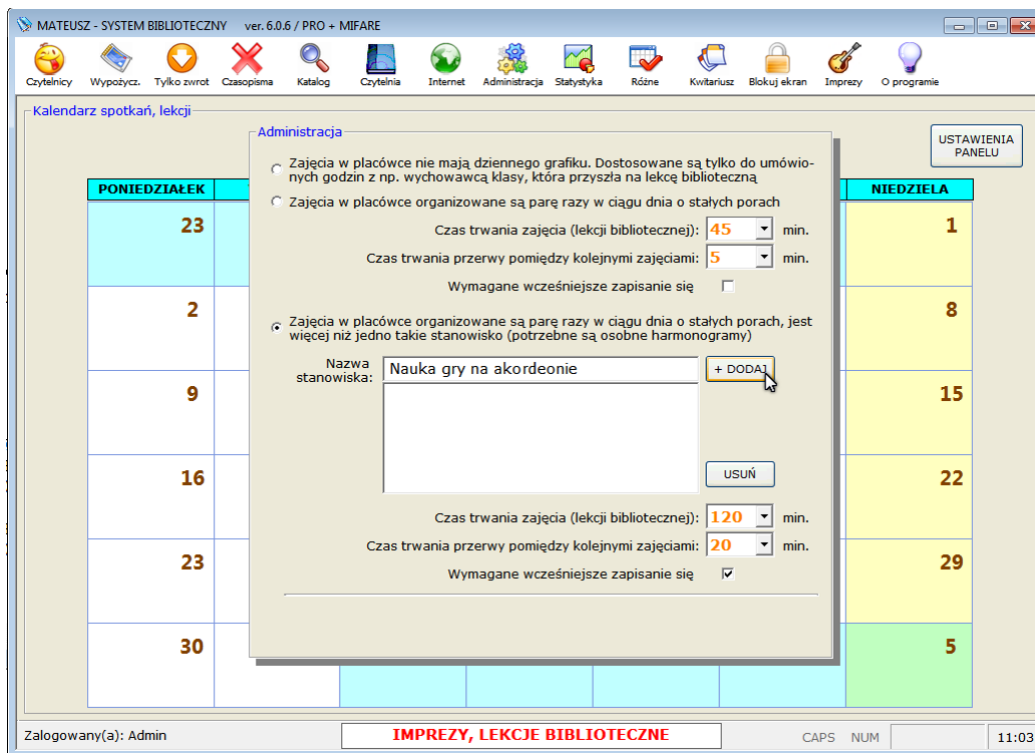 MATEUSZ - SYSTEM BIBLIOTECZNY ver. 6.0.6 / PRO + MIFARE
Czytelnicy Wypożycz. Tylko zwrot Czasopisma Katalog Czytelnia Internet Administracja Statystyka Różne Kwitariusz Blokuj ekran Imprezy O programie
Kalendarz spotkań, lekcji
USTAWIENIA
PANELU
PONIEDZIAŁEK
NIEDZIELA
23
1
2
8
9
15
16
22
23
29
30
5
Administracja
Zajęcia w placówce nie mają dziennego grafiku. Dostosowane są tylko do umówio-
nych godzin z np. wychowawcą klasy, która przyszła na lekcę biblioteczną
Zajęcia w placówce organizowane są parę razy w ciągu dnia o stałych porach
Czas trwania zajęcia (lekcji bibliotecznej): 45 min.
Czas trwania przerwy pomiędzy kolejnymi zajęciami: 5 min.
Wymagane wcześniejsze zapisanie się
Zajęcia w placówce organizowane są parę razy w ciągu dnia o stałych porach, jest
więcej niż jedno takie stanowisko (potrzebne są osobne harmonogramy)
Nazwa
stanowiska:
Nauka gry na akordeonie
+ DODAJ
USUŃ
Czas trwania zajęcia (lekcji bibliotecznej): 120 min.
Czas trwania przerwy pomiędzy kolejnymi zajęciami: 20 min.
Wymagane wcześniejsze zapisanie się
Zalogowany(a): Admin
IMPREZY, LEKCJE BIBLIOTECZNE
CAPS NUM
11:03